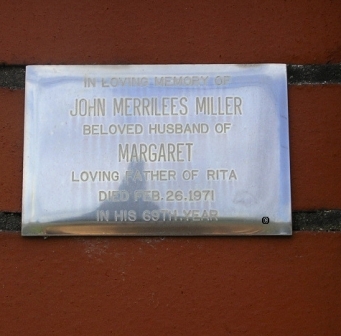 IN LOVING MEMORY OF
JOHN MERRILEES MILLER
BELOVED HUSBAND OF
MARGARET
LOVING FATHER OF RITA
DIED FEB. 26. 1971
IN HIS 69TH YEAR